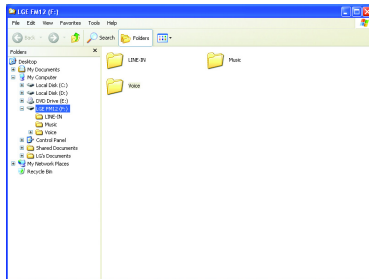 LGE FM12 (F:)
File Edit View Favorites Tools Help
Back Search Folders
Folders
Desktop
My Documents
My Computer
Local Disk (C:)
Local Disk (D:)
DVD Drive (E:)
LGE FM12 (F:)
LINE-IN
Music
Voice
Control Panel
Shared Documents
LG's Documents
My Network Places
Recycle Bin
LINE-IN
Music
Voice